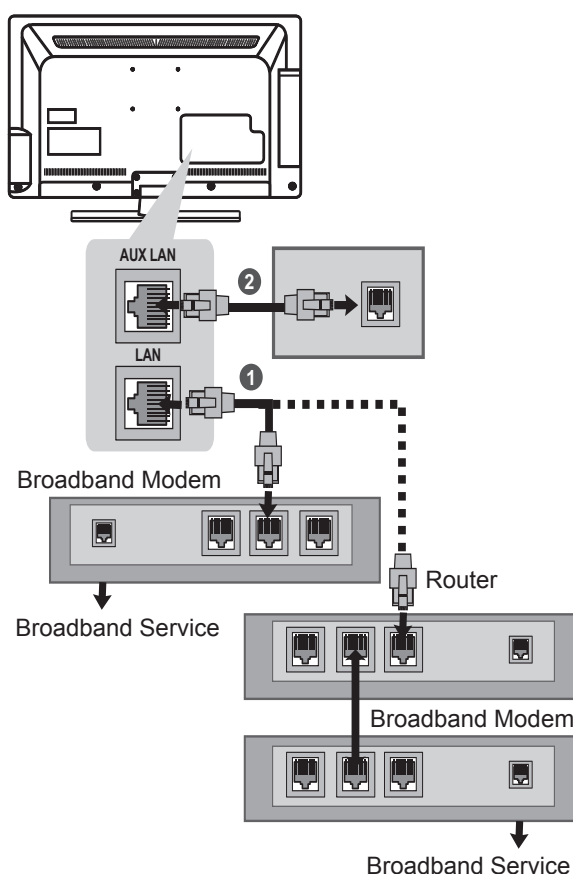 AUX LAN
2
LAN
1
Broadband Modem
Router
Broadband Service
Broadband Modem
Broadband Service